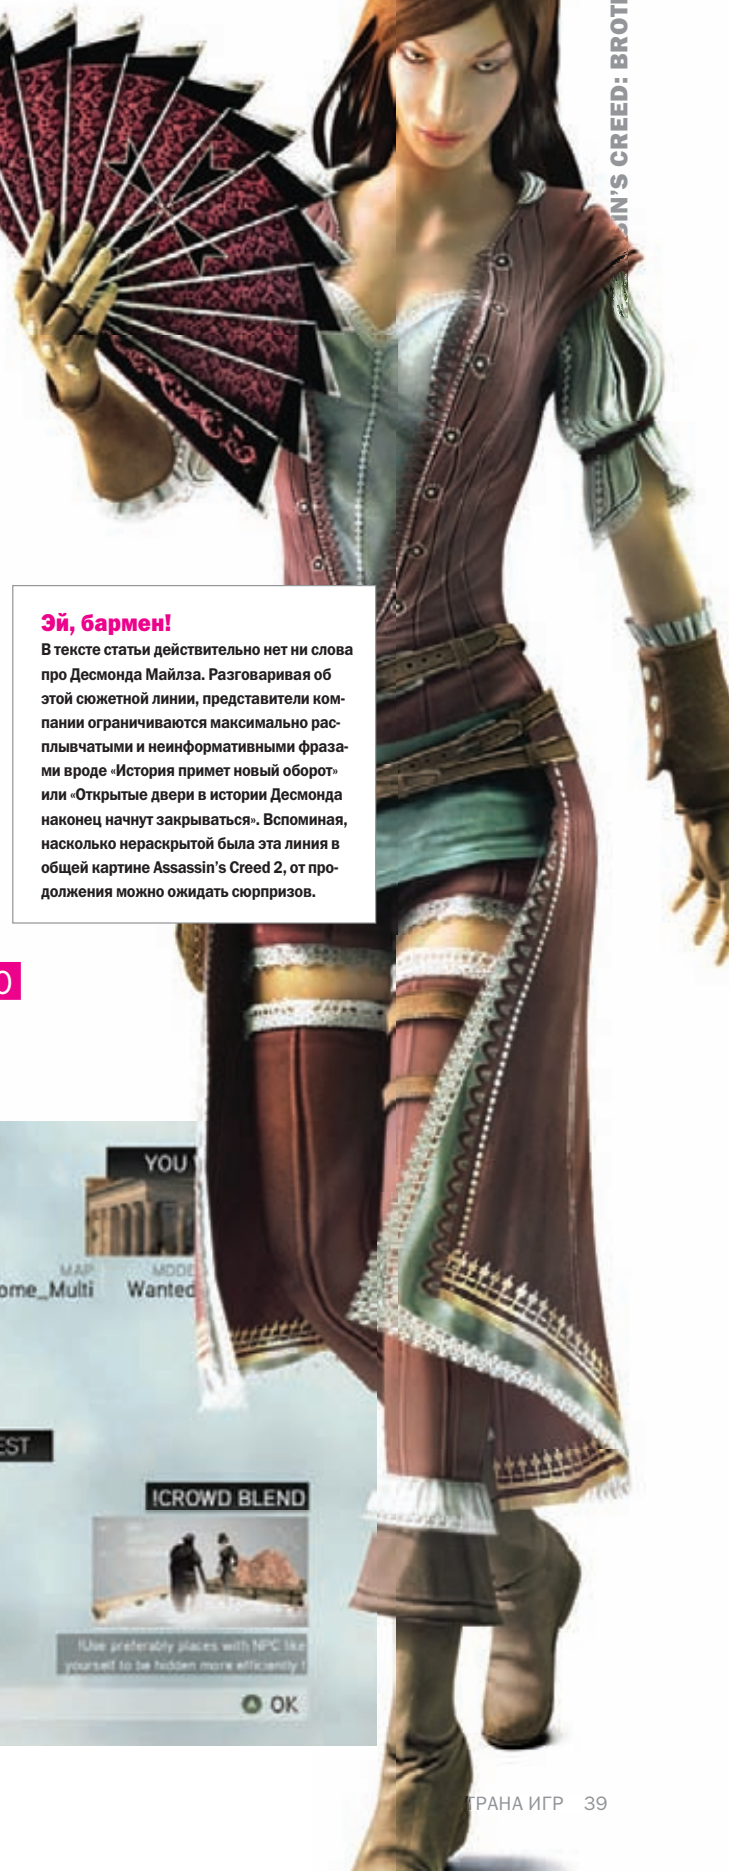 SIN'S CREED: BROT
Эй, бармен!
В тексте статьи действительно нет ни слова
про Десмонда Майлза. Разговаривая об
этой сюжетной линии, представители ком-
пании ограничиваются максимально рас-
плывчатыми и неинформативными фраза-
ми вроде «История примет новый оборот»
или «Открытые двери в истории Десмонда
наконец начнут закрываться». Вспоминая,
насколько нераскрытой была эта линия в
общей картине Assassin's Creed 2, от про-
должения можно ожидать сюрпризов.
0
YOU
MAP
MODE
ome_Multi
Wanted
EST
!CROWD BLEND
!Use preferably places with NPC like
yourself to be hidden more efficiently !
OK
ТРАНА ИГР 39